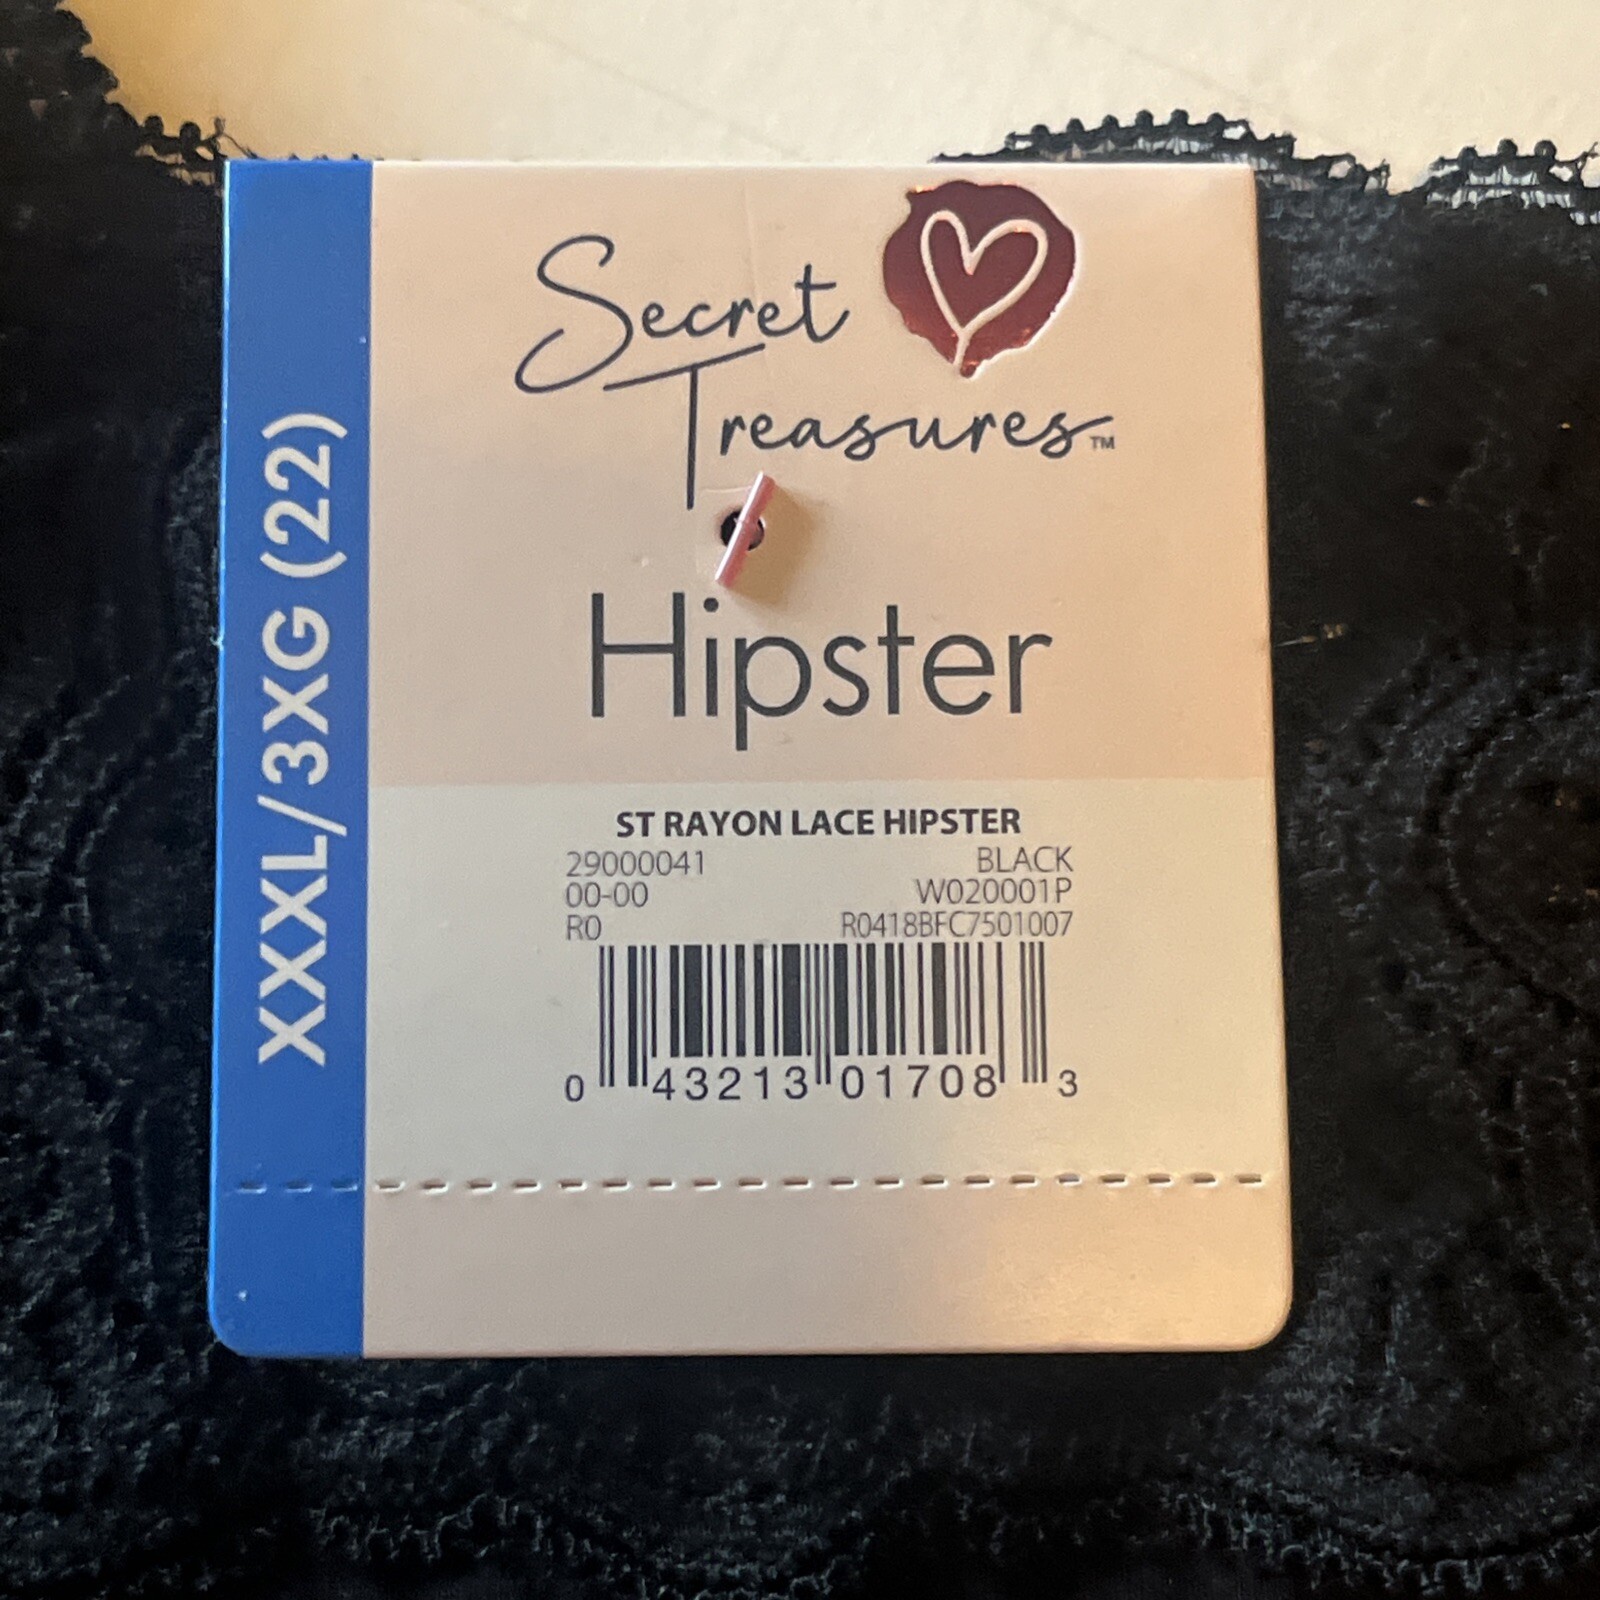 XXXL/3XG (22)
Secret
Treasures™
Hipster
ST RAYON LACE HIPSTER
29000041 BLACK
00-00 W020001P
R0 R0418BFC7501007
0 43213 01708 3